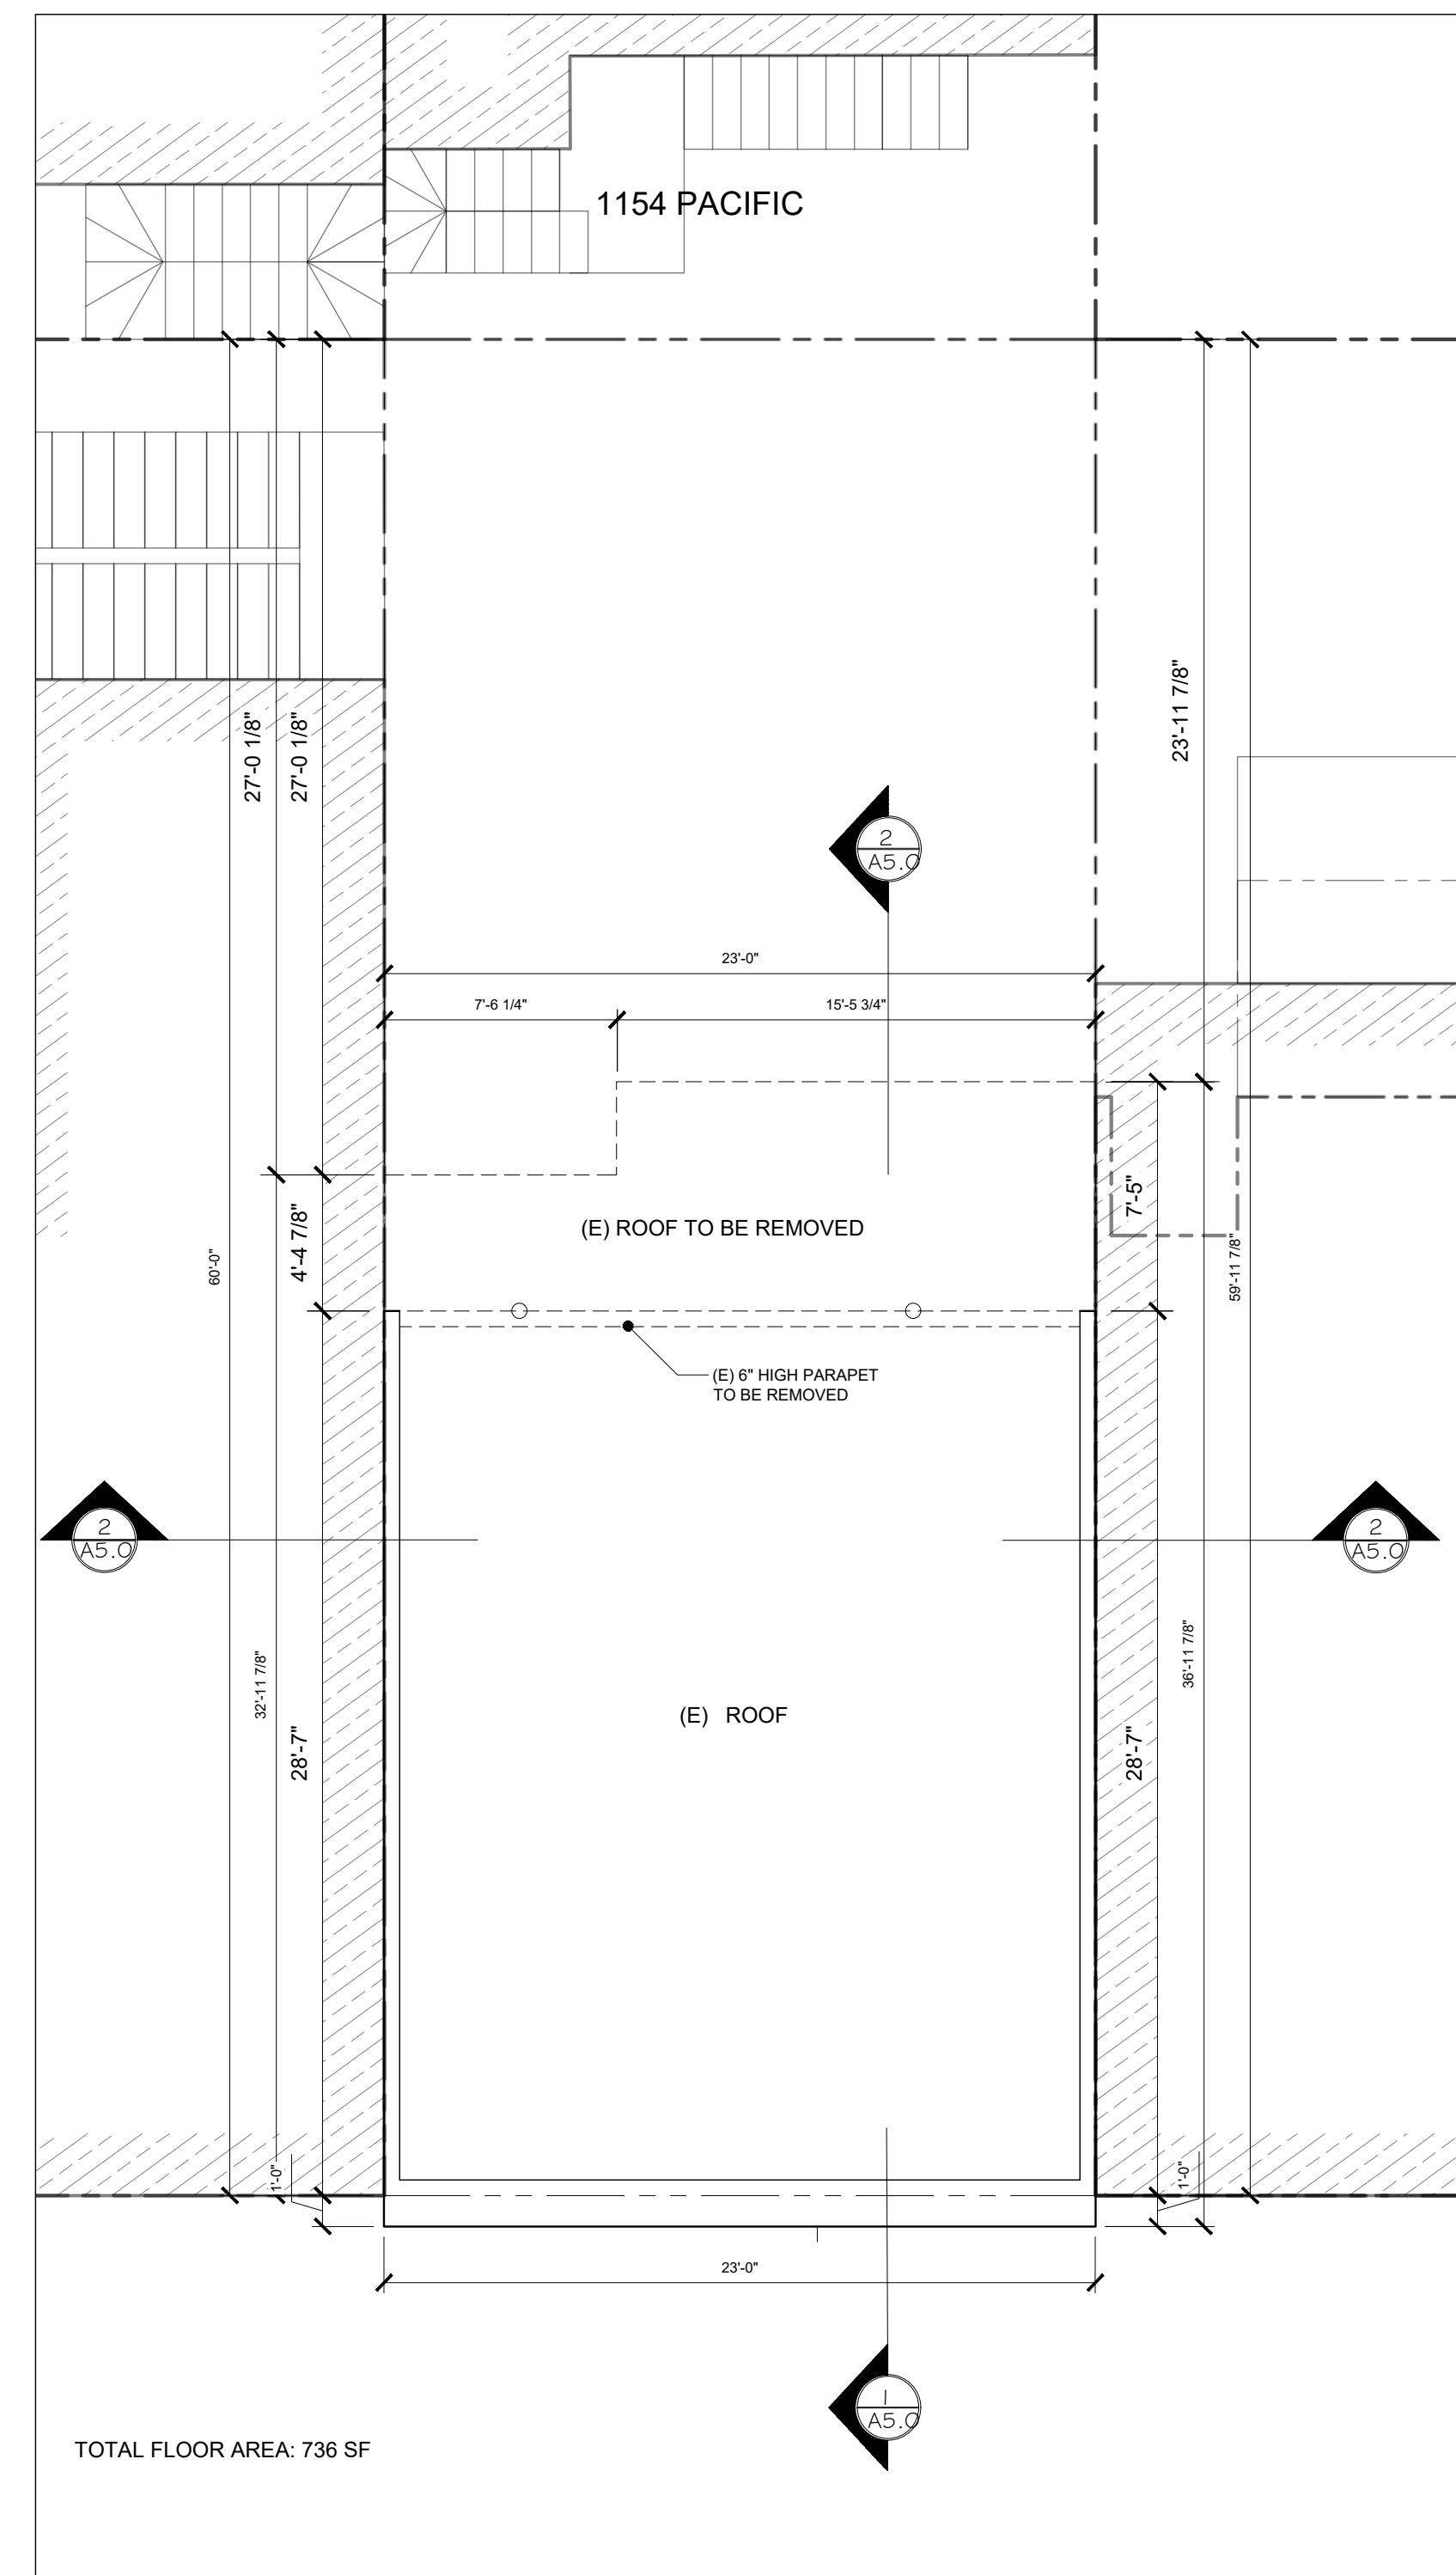 1154 PACIFIC
27'-0 1/8"
27'-0 1/8"
23'-11 7/8"
2
A5.0
23'-0"
7'-6 1/4"
15'-5 3/4"
7'-5"
4'-4 7/8"
(E) ROOF TO BE REMOVED
60'-0"
59'-11 7/8"
(E) 6" HIGH PARAPET
TO BE REMOVED
2
A5.0
2
A5.0
32'-11 7/8"
36'-11 7/8"
28'-7"
(E) ROOF
28'-7"
1'-0"
1'-0"
23'-0"
1
A5.0
TOTAL FLOOR AREA: 736 SF